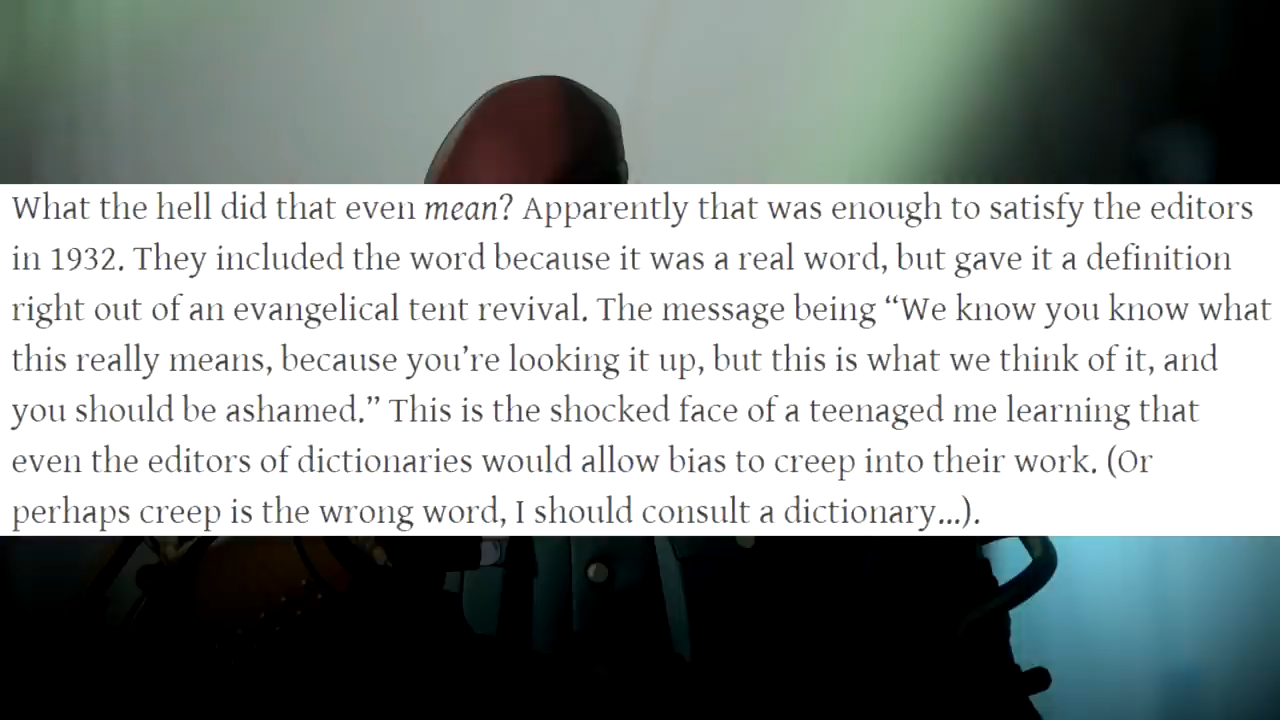 What the hell did that even mean? Apparently that was enough to satisfy the editors
in 1932. They included the word because it was a real word, but gave it a definition
right out of an evangelical tent revival. The message being “We know you know what
this really means, because you’re looking it up, but this is what we think of it, and
you should be ashamed.” This is the shocked face of a teenaged me learning that
even the editors of dictionaries would allow bias to creep into their work. (Or
perhaps creep is the wrong word, I should consult a dictionary…).